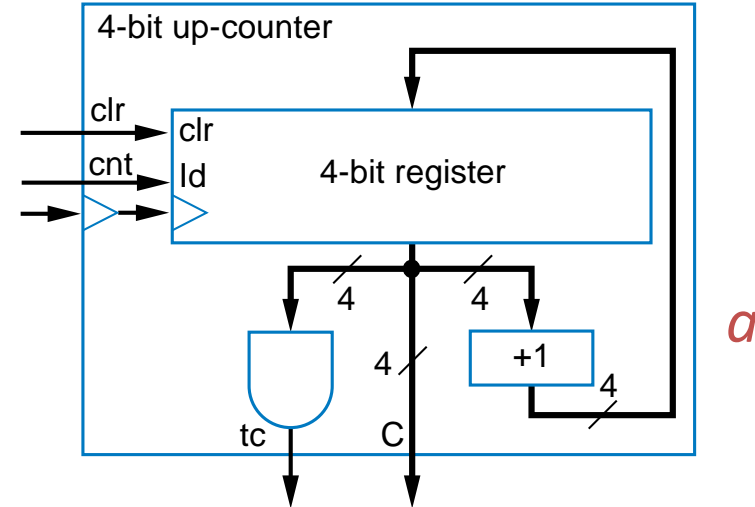 4-bit up-counter
clr
clr
cnt
ld
4-bit register
4
4
4
+1
4
tc
C